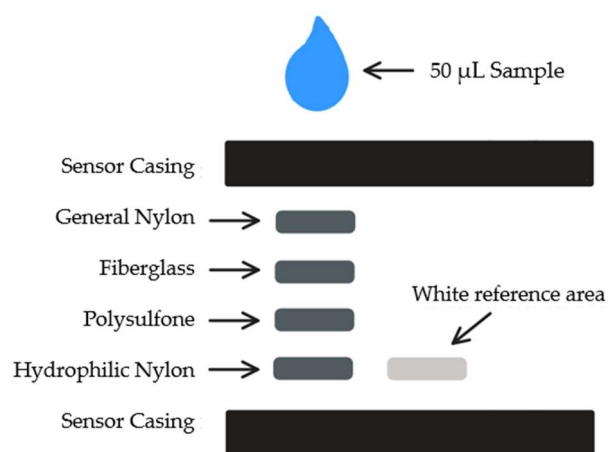 50 µL Sample
Sensor Casing
General Nylon
Fiberglass
White reference area
Polysulfone
Hydrophilic Nylon
Sensor Casing